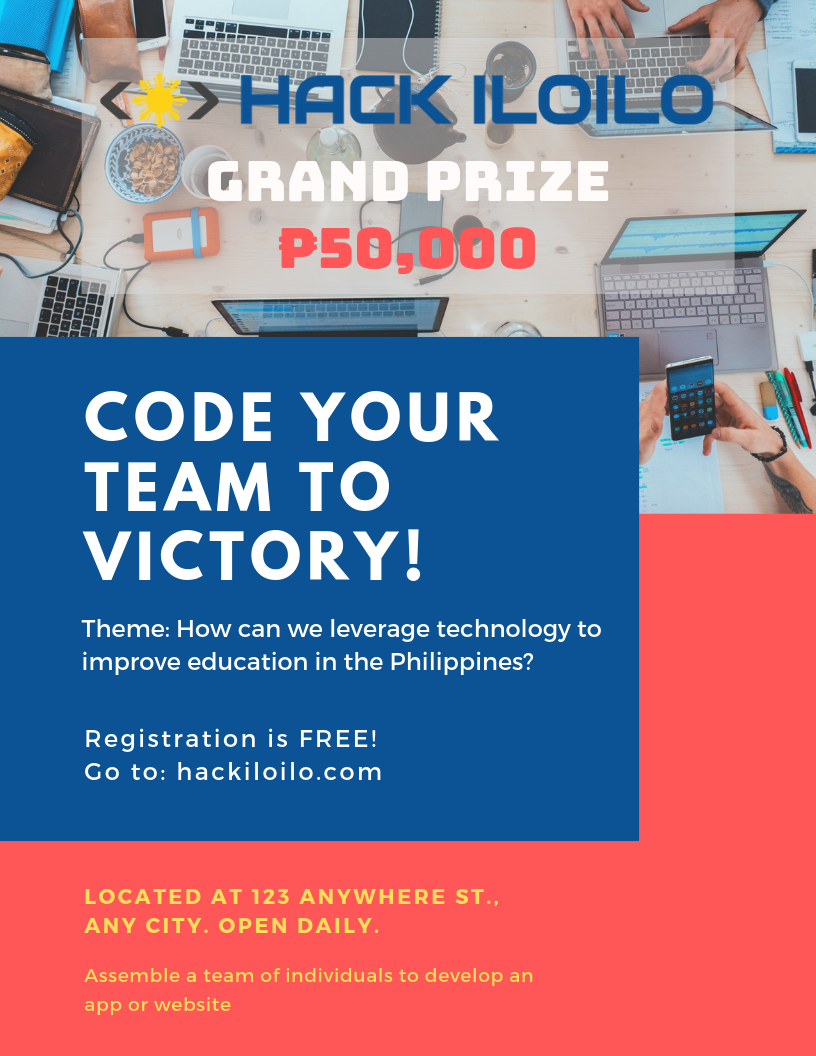 HACK ILOILO
GRAND PRIZE
₱50,000
CODE YOUR
TEAM TO
VICTORY!
Theme: How can we leverage technology to
improve education in the Philippines?
Registration is FREE!
Go to: hackiloilo.com
LOCATED AT 123 ANYWHERE ST.,
ANY CITY. OPEN DAILY.
Assemble a team of individuals to develop an
app or website